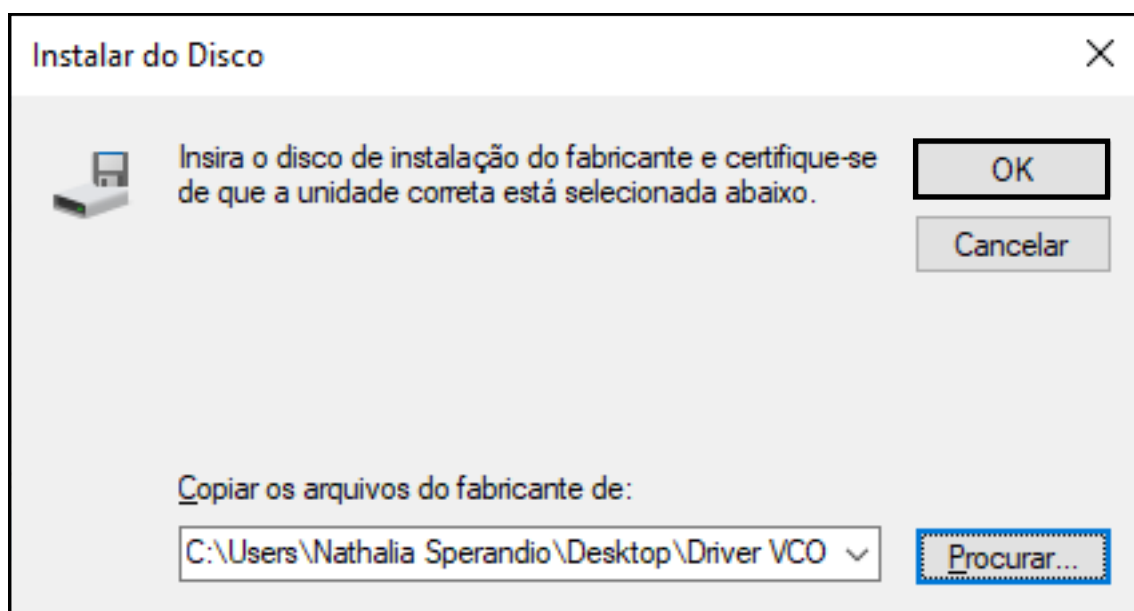 Instalar do Disco
Insira o disco de instalação do fabricante e certifique-se
de que a unidade correta está selecionada abaixo.
OK
Cancelar
Copiar os arquivos do fabricante de:
C:\Users\Nathalia Sperandio\Desktop\Driver VCO
Procurar...